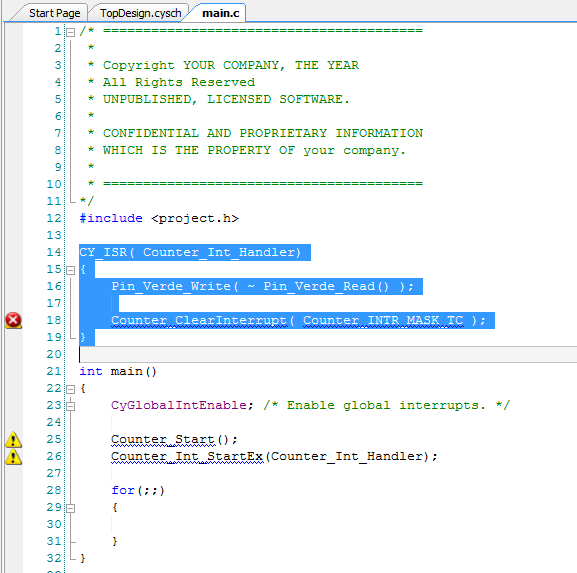 Start Page TopDesign.cysch main.c
1 /* ========================================
2 *
3 * Copyright YOUR COMPANY, THE YEAR
4 * All Rights Reserved
5 * UNPUBLISHED, LICENSED SOFTWARE.
6 *
7 * CONFIDENTIAL AND PROPRIETARY INFORMATION
8 * WHICH IS THE PROPERTY OF your company.
9 *
10 * ========================================
11 */
12 #include <project.h>
13
14 CY_ISR( Counter_Int_Handler)
15 {
16 Pin_Verde_Write( ~ Pin_Verde_Read() );
17
18 Counter_ClearInterrupt( Counter_INTR_MASK_TC );
19 }
20
21 int main()
22 {
23 CyGlobalIntEnable; /* Enable global interrupts. */
24
25 Counter_Start();
26 Counter_Int_StartEx(Counter_Int_Handler);
27
28 for(;;)
29 {
30
31 }
32 }